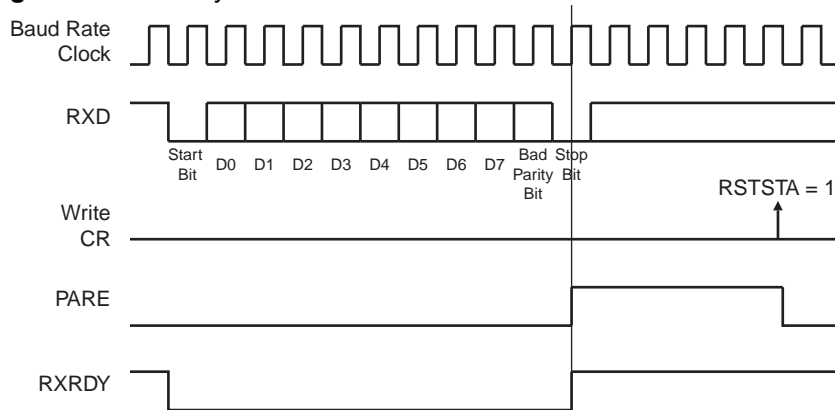 Baud Rate
Clock
RXD
Start
Bit
D0 D1 D2 D3 D4 D5 D6 D7
Bad
Parity
Bit
Stop
Bit
RSTSTA = 1
Write
CR
PARE
RXRDY